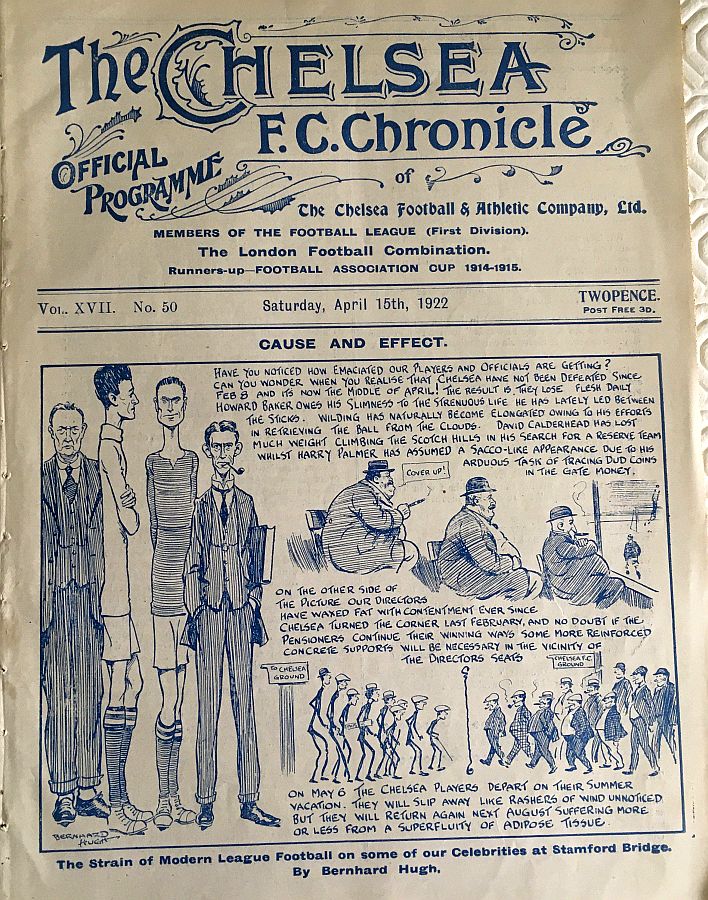 The Chelsea
F.C. Chronicle
Official
Programme
of
The Chelsea Football & Athletic Company, Ltd.
MEMBERS OF THE FOOTBALL LEAGUE (First Division).
The London Football Combination.
Runners-up—FOOTBALL ASSOCIATION CUP 1914-1915.
VOL. XVII. No. 50
Saturday, April 15th, 1922
TWOPENCE.
POST FREE 3D.
CAUSE AND EFFECT.
HAVE YOU NOTICED HOW EMACIATED OUR PLAYERS AND OFFICIALS ARE GETTING?
CAN YOU WONDER WHEN YOU REALISE THAT CHELSEA HAVE NOT BEEN DEFEATED SINCE
FEB 8 AND ITS NOW THE MIDDLE OF APRIL! THE RESULT IS, THEY LOSE FLESH DAILY
HOWARD BAKER OWES HIS SLIMNESS TO THE STRENUOUS LIFE HE HAS LATELY LED BETWEEN
THE STICKS. WILDING HAS NATURALLY BECOME ELONGATED OWING TO HIS EFFORTS
IN RETRIEVING THE BALL FROM THE CLOUDS. DAVID CALDERHEAD HAS LOST
MUCH WEIGHT CLIMBING THE SCOTCH HILLS IN HIS SEARCH FOR A RESERVE TEAM
WHILST HARRY PALMER HAS ASSUMED A SACCO-LIKE APPEARANCE DUE TO HIS
ARDUOUS TASK OF TRACING DUD COINS
IN THE GATE MONEY.
COVER UP!
ON THE OTHER SIDE OF
THE PICTURE OUR DIRECTORS
HAVE WAXED FAT WITH CONTENTMENT EVER SINCE
CHELSEA TURNED THE CORNER LAST FEBRUARY, AND NO DOUBT IF THE
PENSIONERS CONTINUE THEIR WINNING WAYS SOME MORE REINFORCED
CONCRETE SUPPORTS WILL BE NECESSARY IN THE VICINITY OF
THE DIRECTORS SEATS
TO CHELSEA
GROUND
CHELSEA F.C.
GROUND
ON MAY 6 THE CHELSEA PLAYERS DEPART ON THEIR SUMMER
VACATION. THEY WILL SLIP AWAY LIKE RASHERS OF WIND UNNOTICED
BUT THEY WILL RETURN AGAIN NEXT AUGUST SUFFERING MORE
OR LESS FROM A SUPERFLUITY OF ADIPOSE TISSUE.
BERNHARD
HUGH
The Strain of Modern League Football on some of our Celebrities at Stamford Bridge.
By Bernhard Hugh.